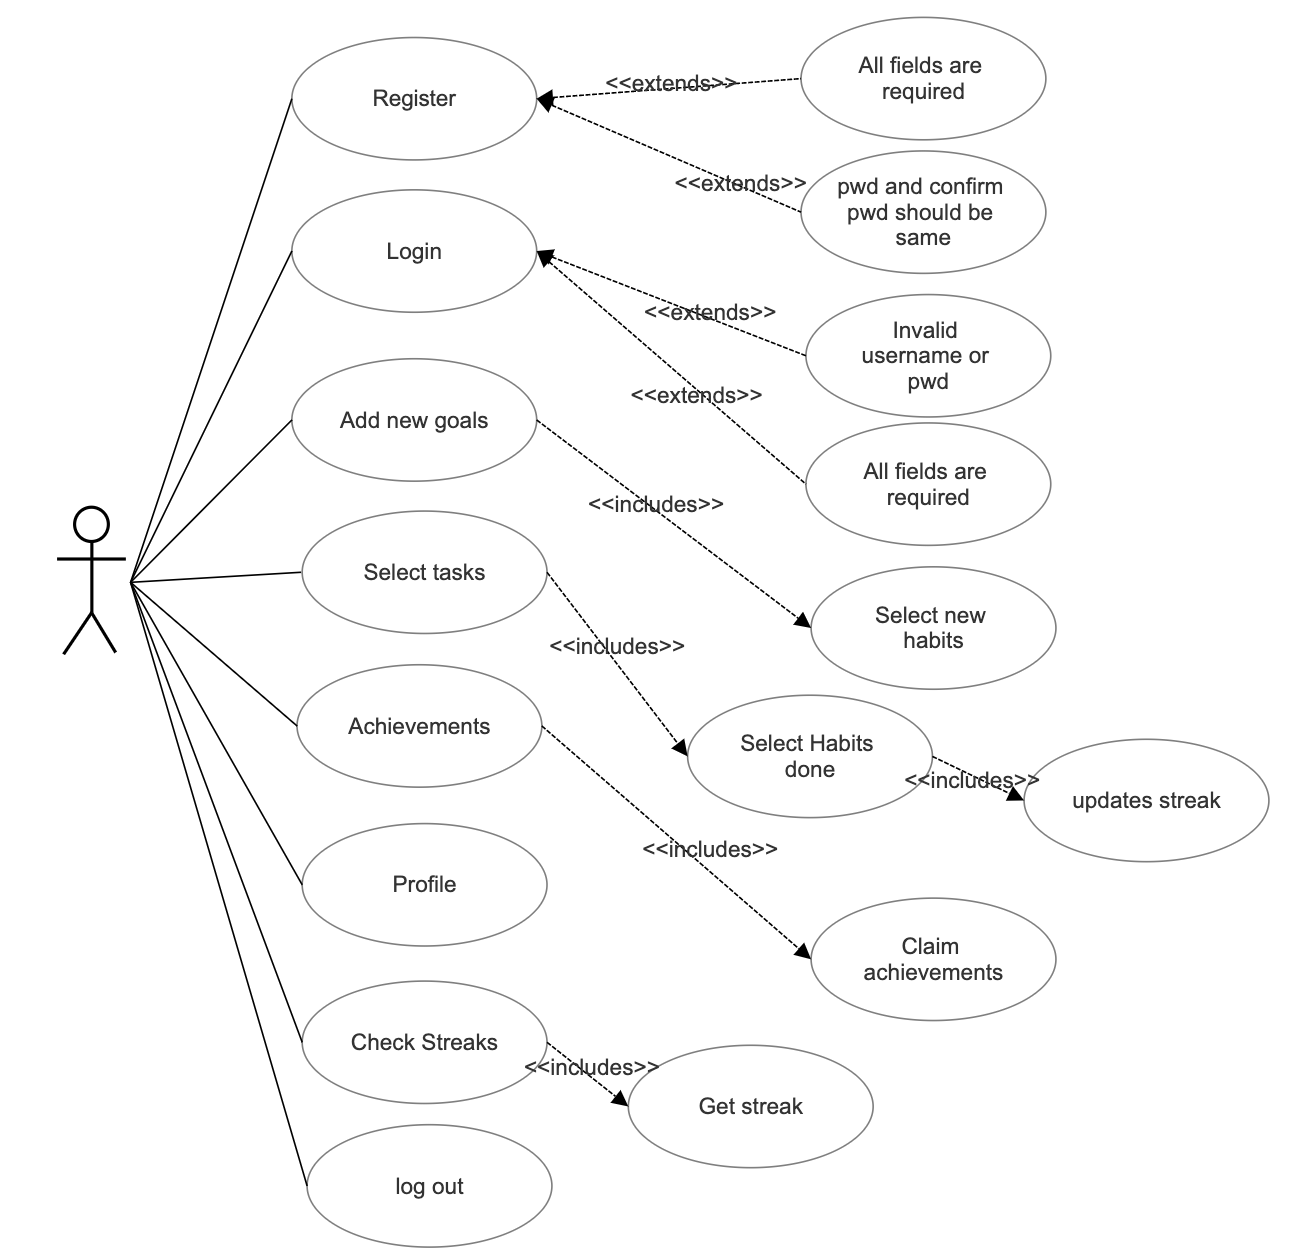 All fields are
required
<<extends>>
Register
<<extends>>
pwd and confirm
pwd should be
same
Login
<<extends>>
Invalid
username or
pwd
<<extends>>
Add new goals
All fields are
required
<<includes>>
Select tasks
Select new
habits
<<includes>>
Achievements
Select Habits
done
<<includes>>
updates streak
<<includes>>
Profile
Claim
achievements
Check Streaks
<<includes>>
Get streak
log out